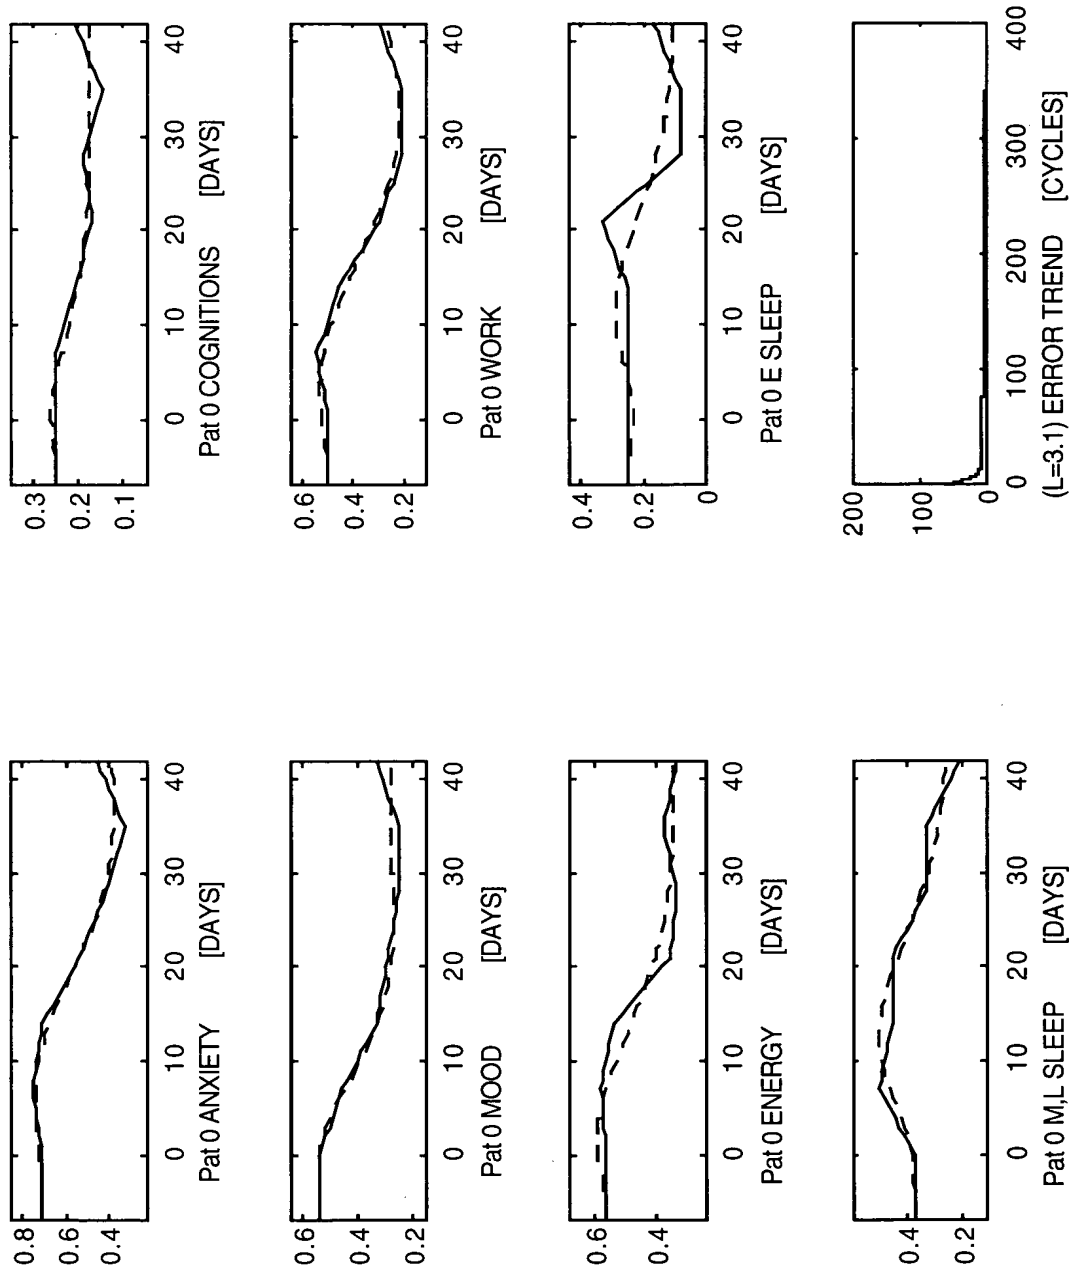 0.8
0.6
0.4
0 10 20 30 40
Pat 0 ANXIETY [DAYS]
0.3
0.2
0.1
0 10 20 30 40
Pat 0 COGNITIONS [DAYS]
0.4
0.2
0 10 20 30 40
Pat 0 MOOD [DAYS]
0.6
0.4
0.2
0 10 20 30 40
Pat 0 WORK [DAYS]
0.6
0.4
0 10 20 30 40
Pat 0 ENERGY [DAYS]
0.4
0.2
0
0 10 20 30 40
Pat 0 E SLEEP [DAYS]
0.4
0.2
0 10 20 30 40
Pat 0 M,L SLEEP [DAYS]
200
100
0
0 100 200 300 400
(L=3.1) ERROR TREND [CYCLES]